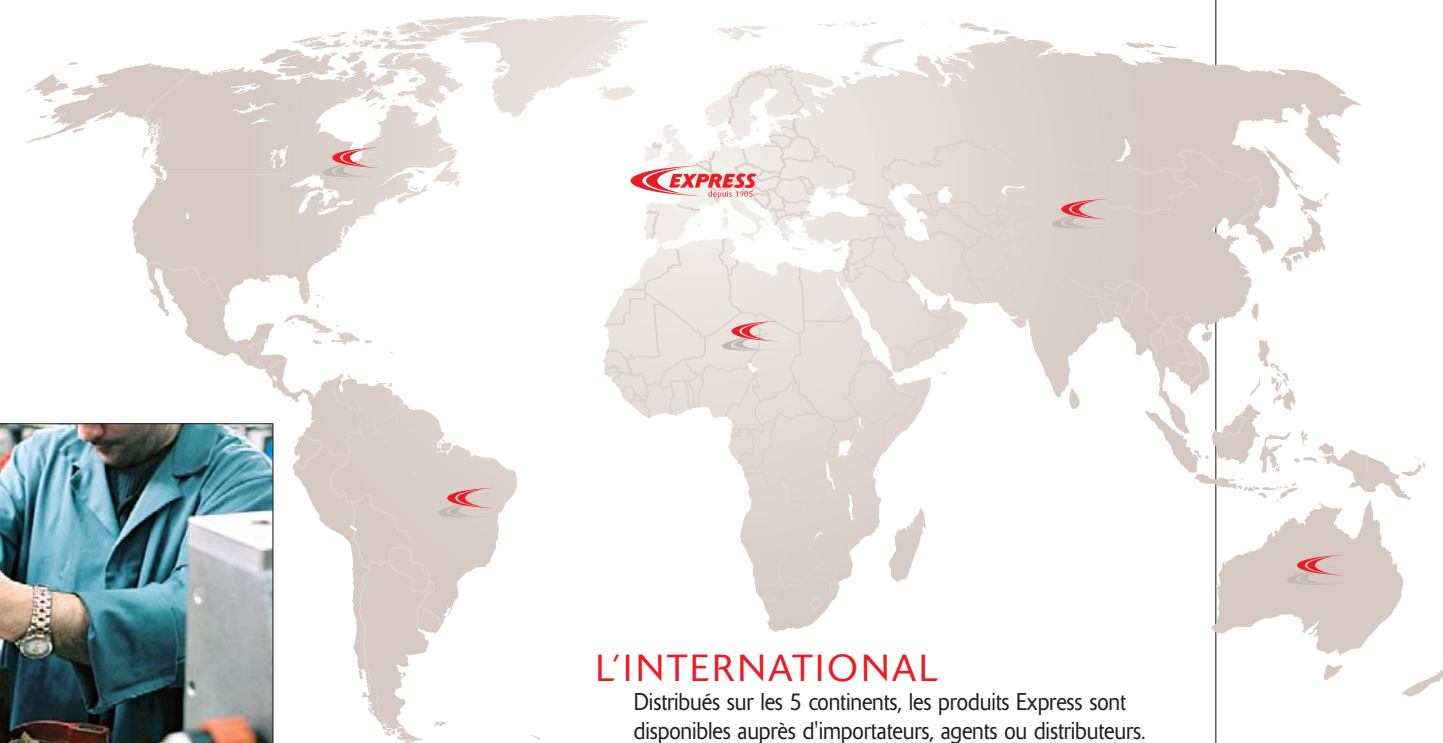 EXPRESS
depuis 1905
L'INTERNATIONAL
Distribués sur les 5 continents, les produits Express sont
disponibles auprès d'importateurs, agents ou distributeurs.